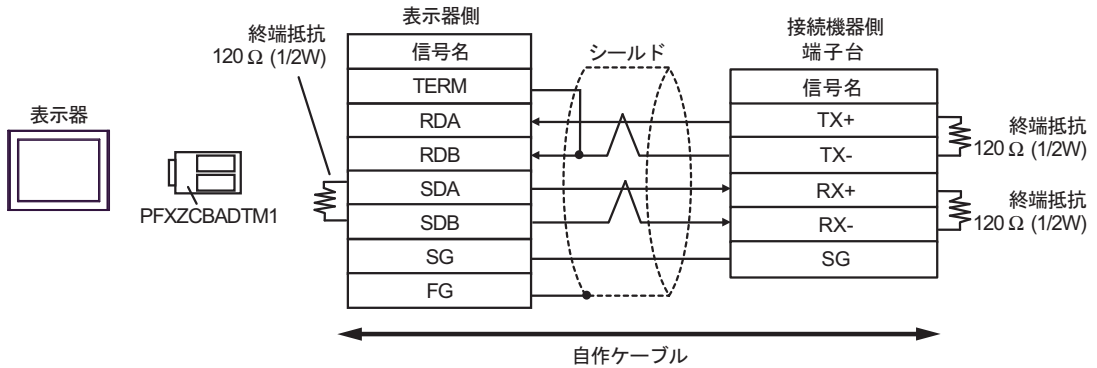 表示器
PFXZCBADTM1
終端抵抗
120 Ω (1/2W)
表示器側
信号名
TERM
RDA
RDB
SDA
SDB
SG
FG
シールド
接続機器側
端子台
信号名
TX+
TX-
RX+
RX-
SG
終端抵抗
120 Ω (1/2W)
終端抵抗
120 Ω (1/2W)
自作ケーブル